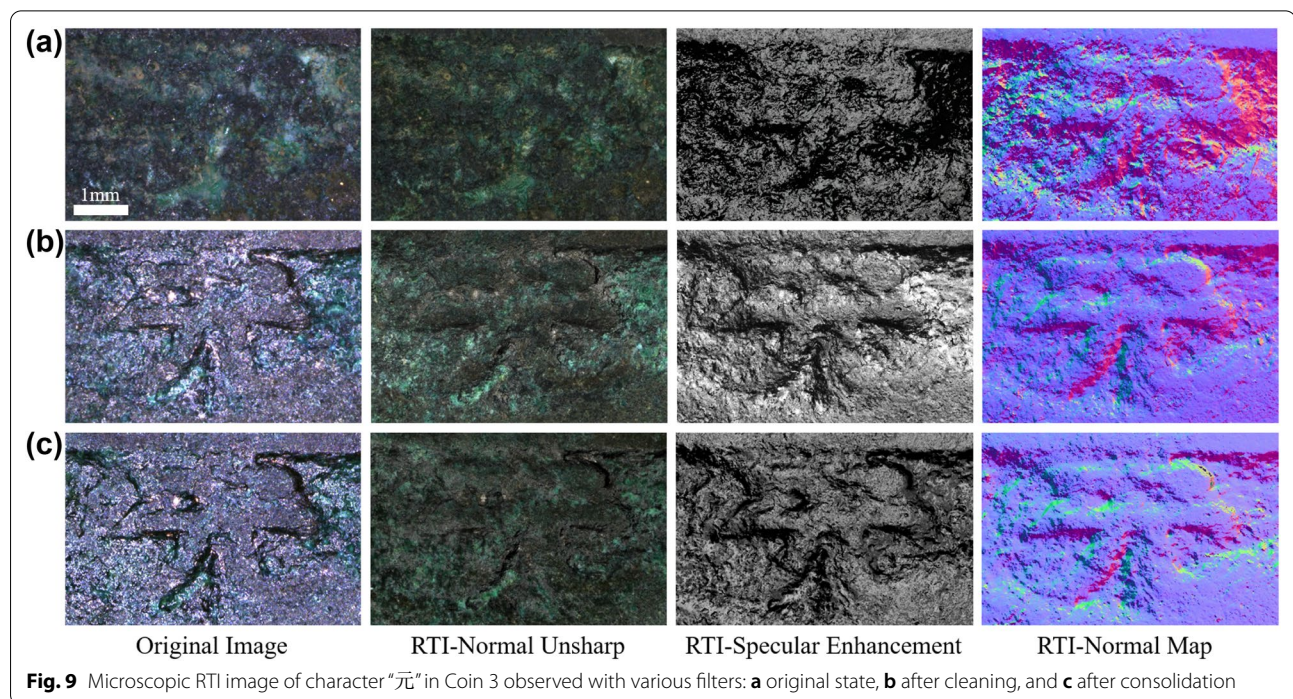 (a)
1mm
(b)
(c)
Original Image RTI-Normal Unsharp RTI-Specular Enhancement RTI-Normal Map
Fig. 9 Microscopic RTI image of character "元" in Coin 3 observed with various filters: a original state, b after cleaning, and c after consolidation